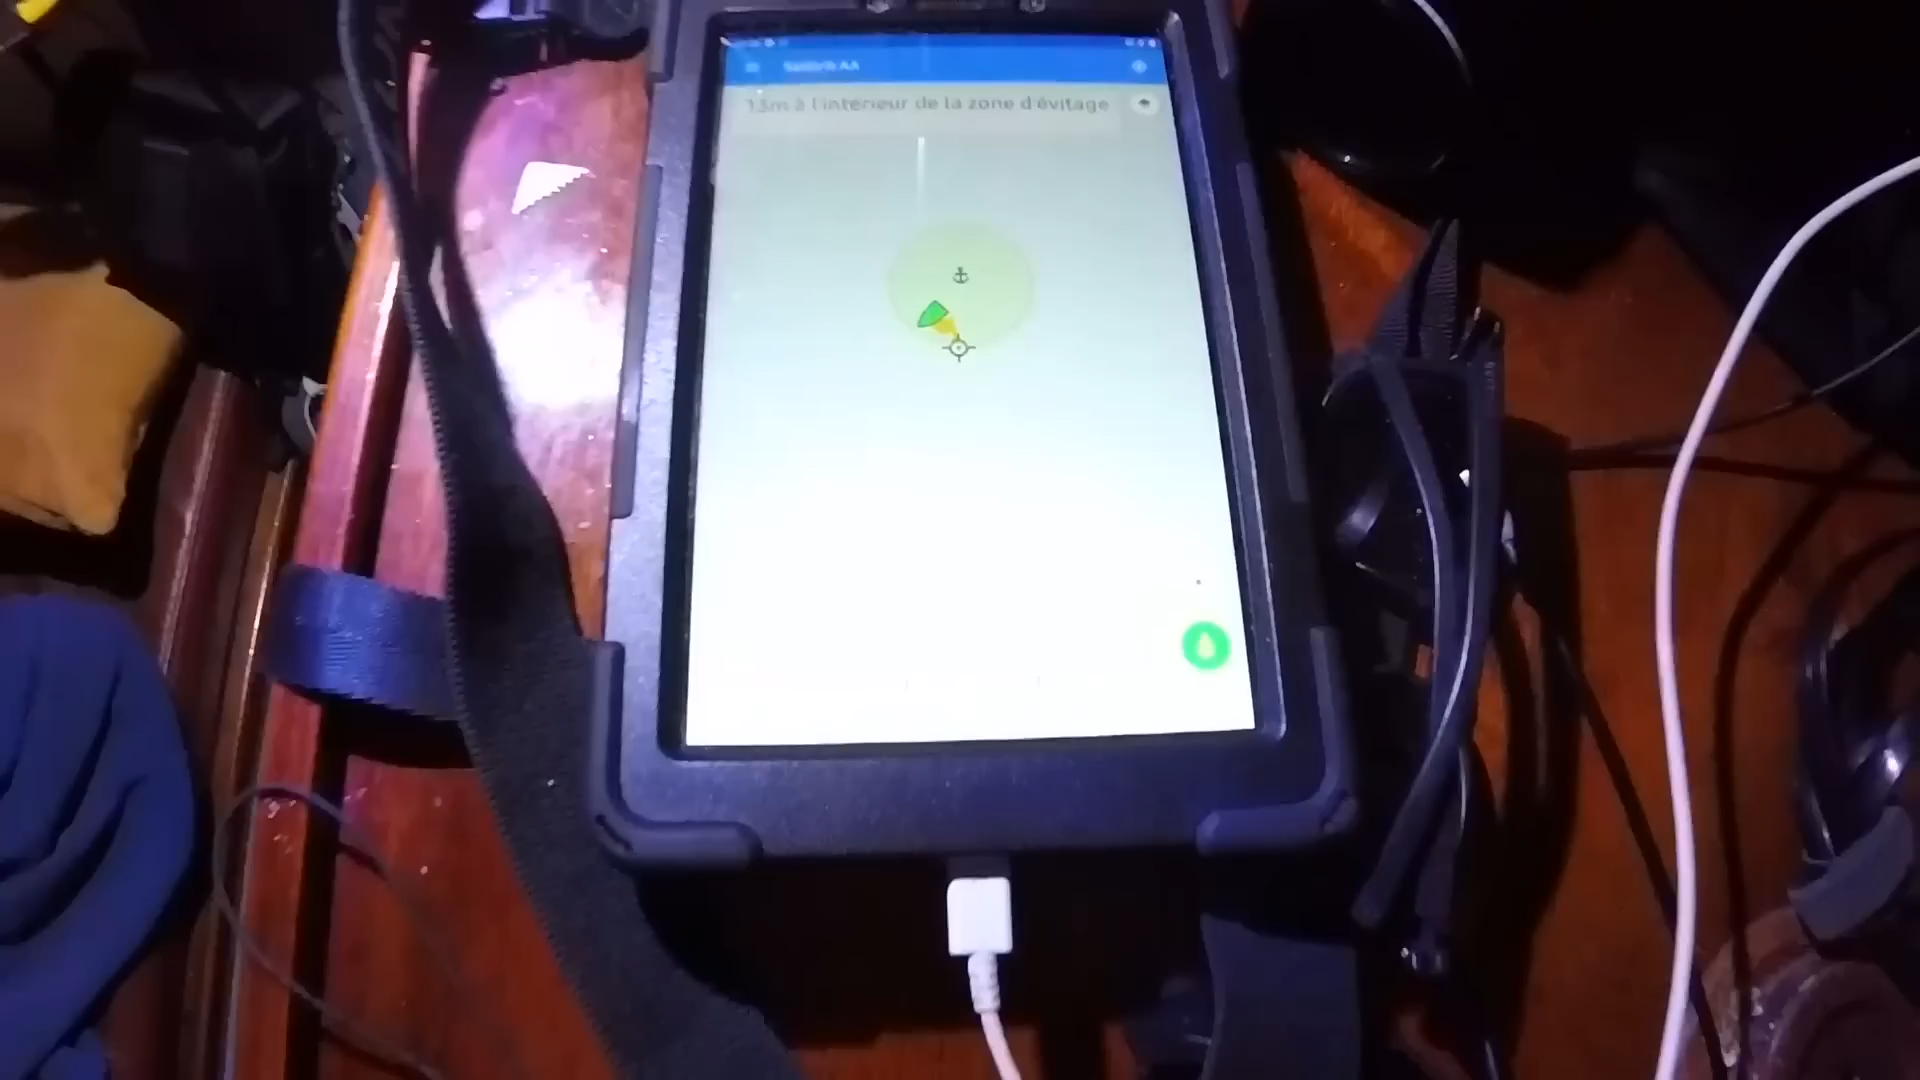 13m à l'intérieur de la zone d'évitage